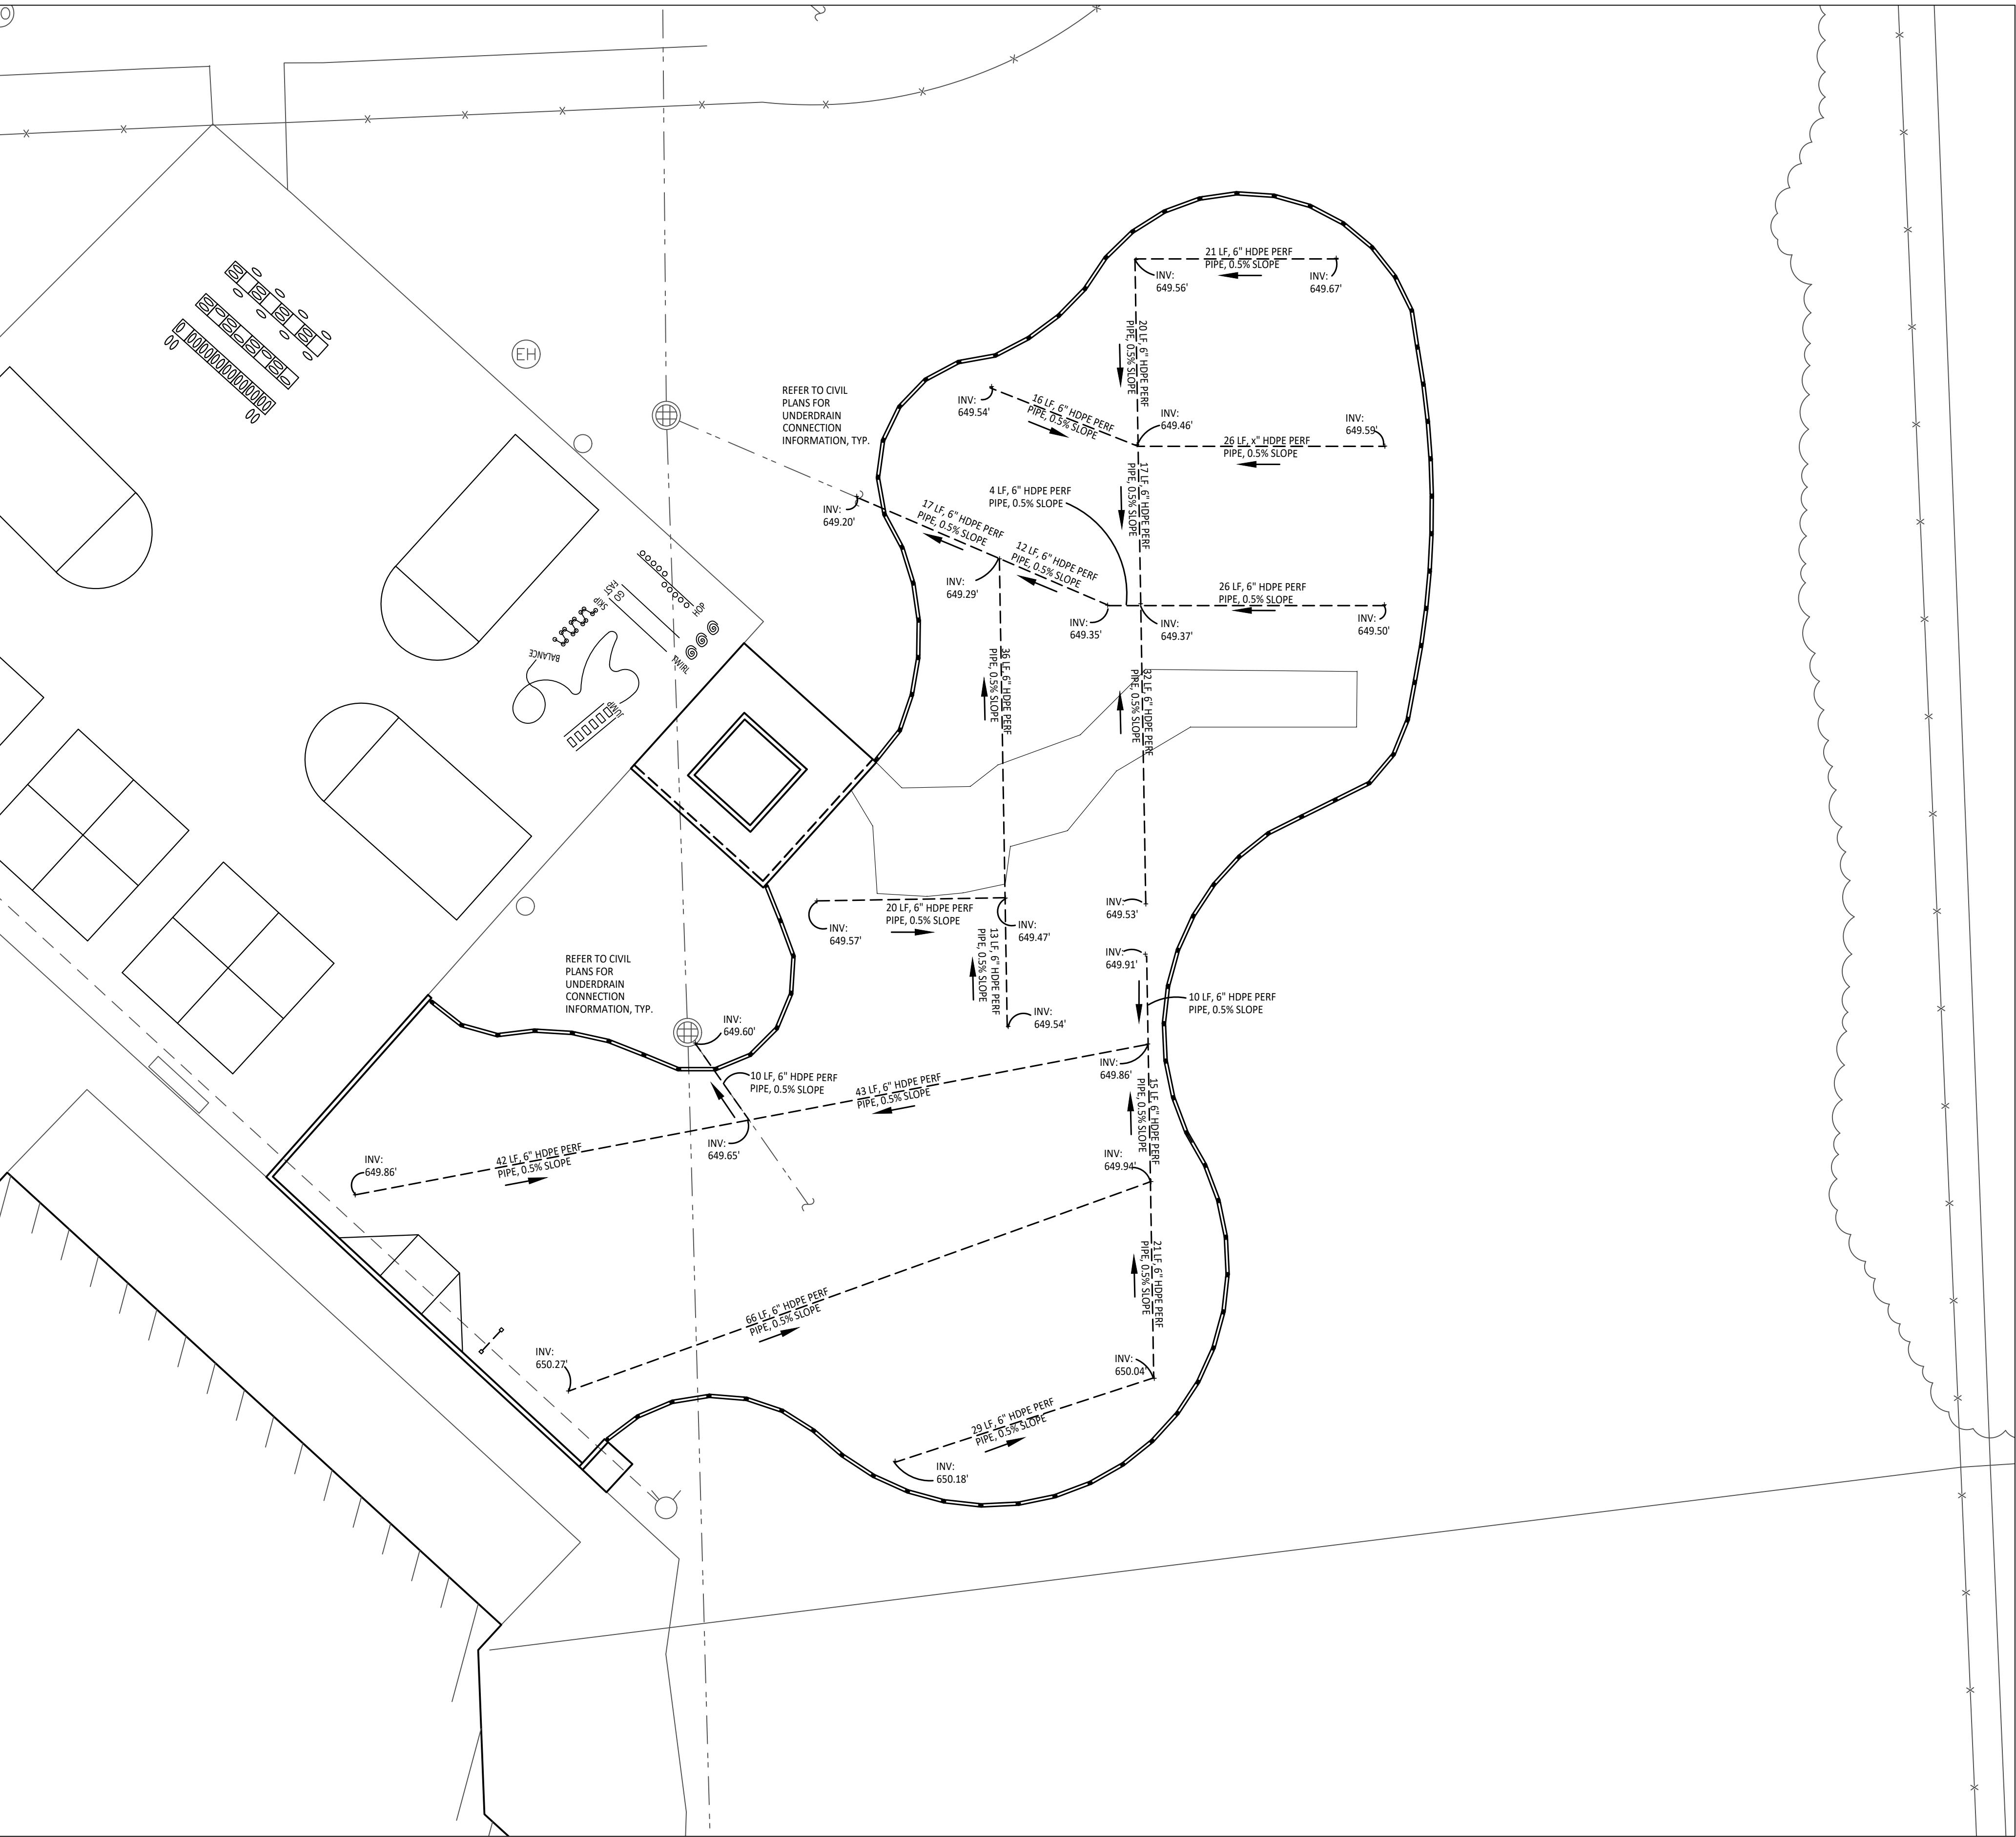 21 LF, 6" HDPE PERF
PIPE, 0.5% SLOPE
INV:
649.56'
INV:
649.67'
20 LF, 6" HDPE PERF
PIPE, 0.5% SLOPE
EH
REFER TO CIVIL
PLANS FOR
UNDERDRAIN
CONNECTION
INFORMATION, TYP.
INV:
649.54'
16 LF, 6" HDPE PERF
PIPE, 0.5% SLOPE
INV:
649.46'
INV:
649.59'
26 LF, x" HDPE PERF
PIPE, 0.5% SLOPE
17 LF, 6" HDPE PERF
PIPE, 0.5% SLOPE
4 LF, 6" HDPE PERF
PIPE, 0.5% SLOPE
INV:
649.20'
17 LF, 6" HDPE PERF
PIPE, 0.5% SLOPE
12 LF, 6" HDPE PERF
PIPE, 0.5% SLOPE
INV:
649.29'
26 LF, 6" HDPE PERF
PIPE, 0.5% SLOPE
INV:
649.35'
INV:
649.37'
INV:
649.50'
HOP
FAST
GO
SKIP
TWIRL
BALANCE
JUMP
36 LF, 6" HDPE PERF
PIPE, 0.5% SLOPE
32 LF, 6" HDPE PERF
PIPE, 0.5% SLOPE
20 LF, 6" HDPE PERF
PIPE, 0.5% SLOPE
INV:
649.57'
INV:
649.47'
INV:
649.53'
13 LF, 6" HDPE PERF
PIPE, 0.5% SLOPE
INV:
649.91'
REFER TO CIVIL
PLANS FOR
UNDERDRAIN
CONNECTION
INFORMATION, TYP.
10 LF, 6" HDPE PERF
PIPE, 0.5% SLOPE
INV:
649.60'
INV:
649.54'
10 LF, 6" HDPE PERF
PIPE, 0.5% SLOPE
43 LF, 6" HDPE PERF
PIPE, 0.5% SLOPE
INV:
649.86'
15 LF, 6" HDPE PERF
PIPE, 0.5% SLOPE
INV:
649.65'
INV:
649.86'
42 LF, 6" HDPE PERF
PIPE, 0.5% SLOPE
INV:
649.94'
21 LF, 6" HDPE PERF
PIPE, 0.5% SLOPE
66 LF, 6" HDPE PERF
PIPE, 0.5% SLOPE
INV:
650.27'
INV:
650.04'
29 LF, 6" HDPE PERF
PIPE, 0.5% SLOPE
INV:
650.18'